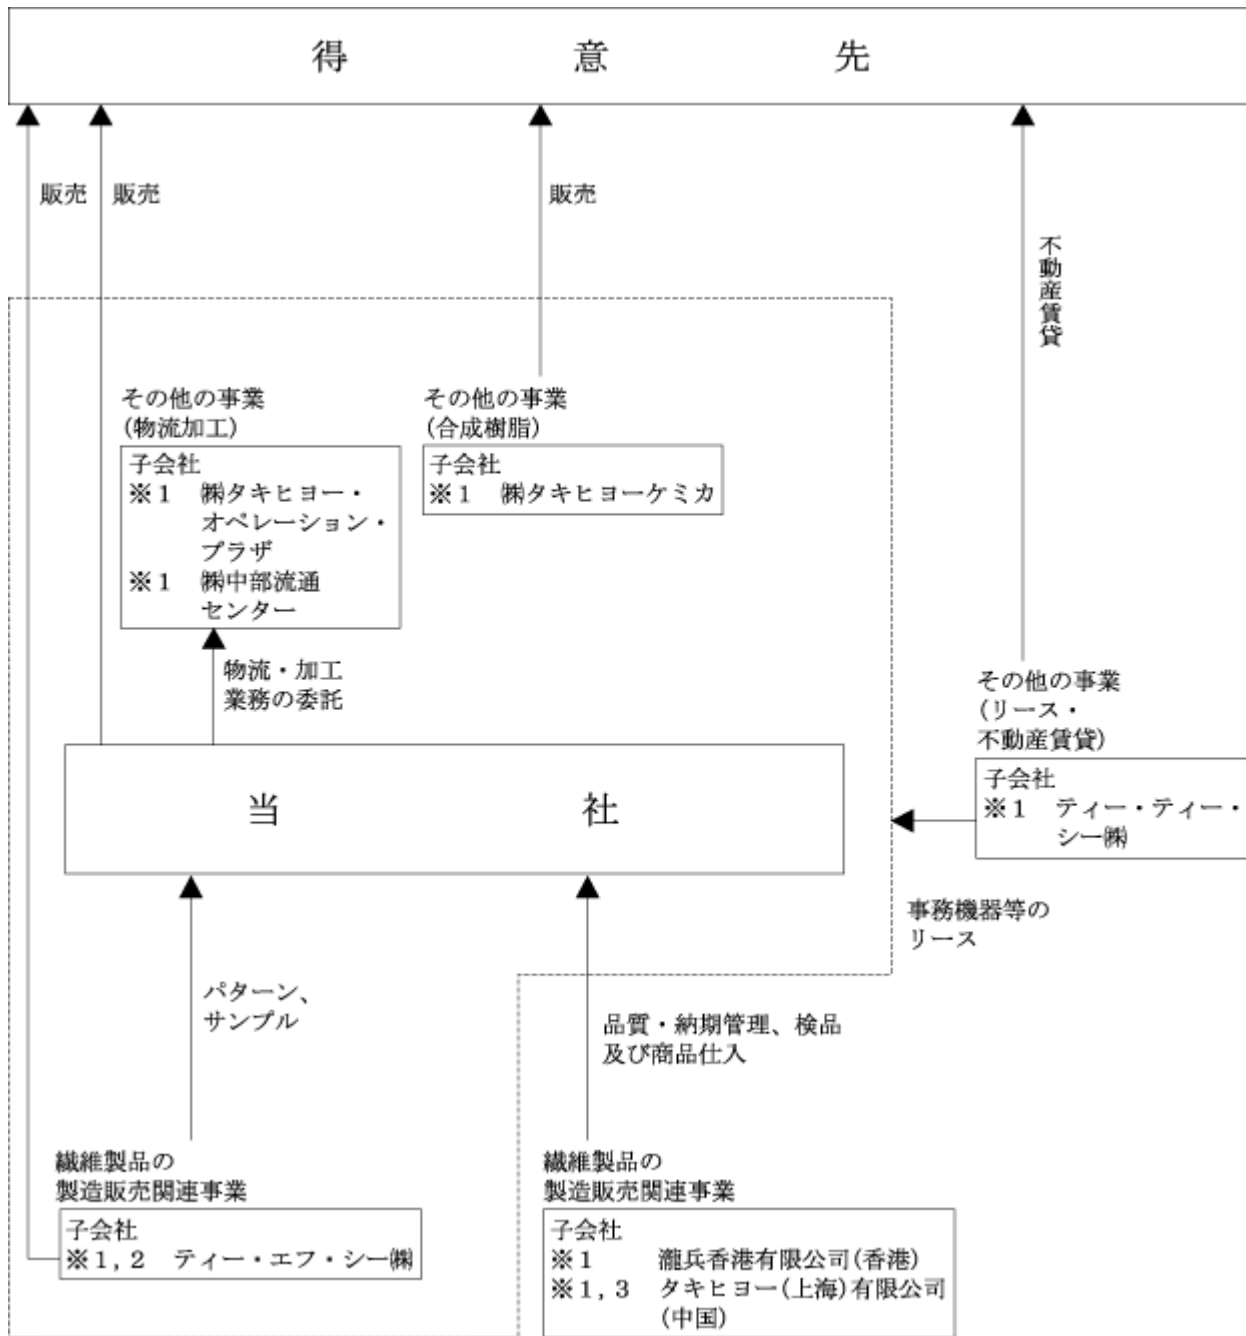 得意先
販売
販売
販売
不動産賃貸
その他の事業
(物流加工)
子会社
※1 ㈱タキヒヨー・
オペレーション・
プラザ
※1 ㈱中部流通
センター
その他の事業
(合成樹脂)
子会社
※1 ㈱タキヒヨーケミカ
物流・加工
業務の委託
その他の事業
(リース・
不動産賃貸)
子会社
※1 ティー・ティー・
シー㈱
当社
事務機器等の
リース
パターン、
サンプル
品質・納期管理、検品
及び商品仕入
繊維製品の
製造販売関連事業
子会社
※1,2 ティー・エフ・シー㈱
繊維製品の
製造販売関連事業
子会社
※1 瀧兵香港有限公司(香港)
※1,3 タキヒヨー(上海)有限公司
(中国)